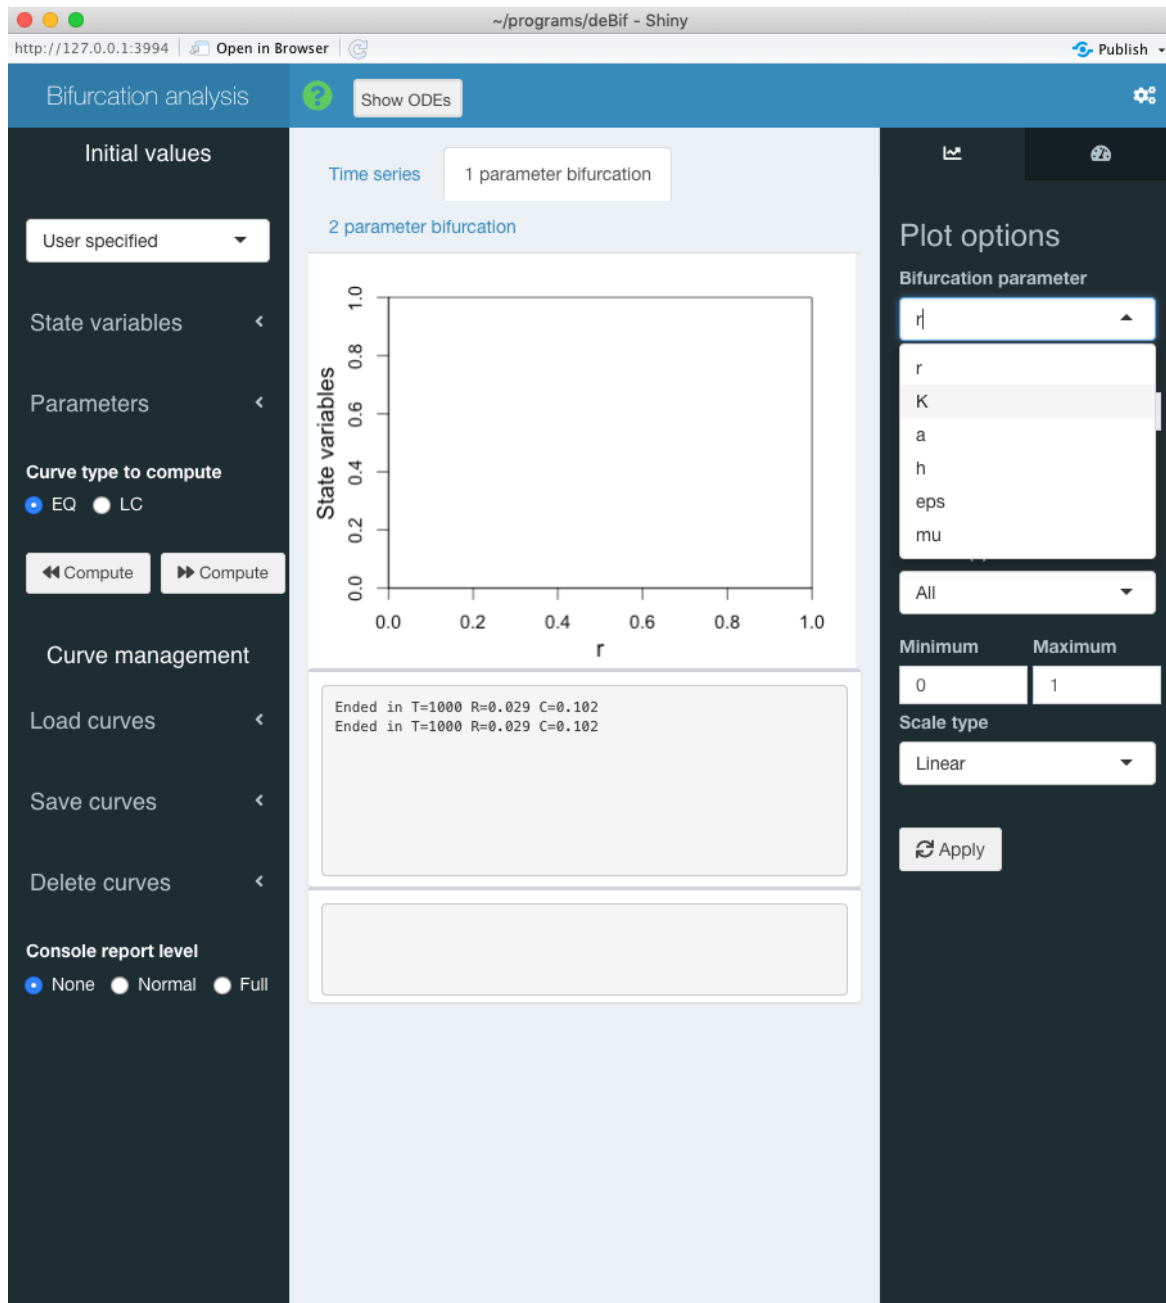 ~/programs/deBif - Shiny
http://127.0.0.1:3994 Open in Browser Publish
Bifurcation analysis
? Show ODEs
Initial values
User specified
State variables
Parameters
Curve type to compute
EQ LC
Compute Compute
Curve management
Load curves
Save curves
Delete curves
Console report level
None Normal Full
Time series 1 parameter bifurcation
2 parameter bifurcation
State variables
1.0
0.8
0.6
0.4
0.2
0.0
0.0 0.2 0.4 0.6 0.8 1.0
r
Ended in T=1000 R=0.029 C=0.102
Ended in T=1000 R=0.029 C=0.102
Plot options
Bifurcation parameter
r
r
K
a
h
eps
mu
All
Minimum Maximum
0 1
Scale type
Linear
Apply